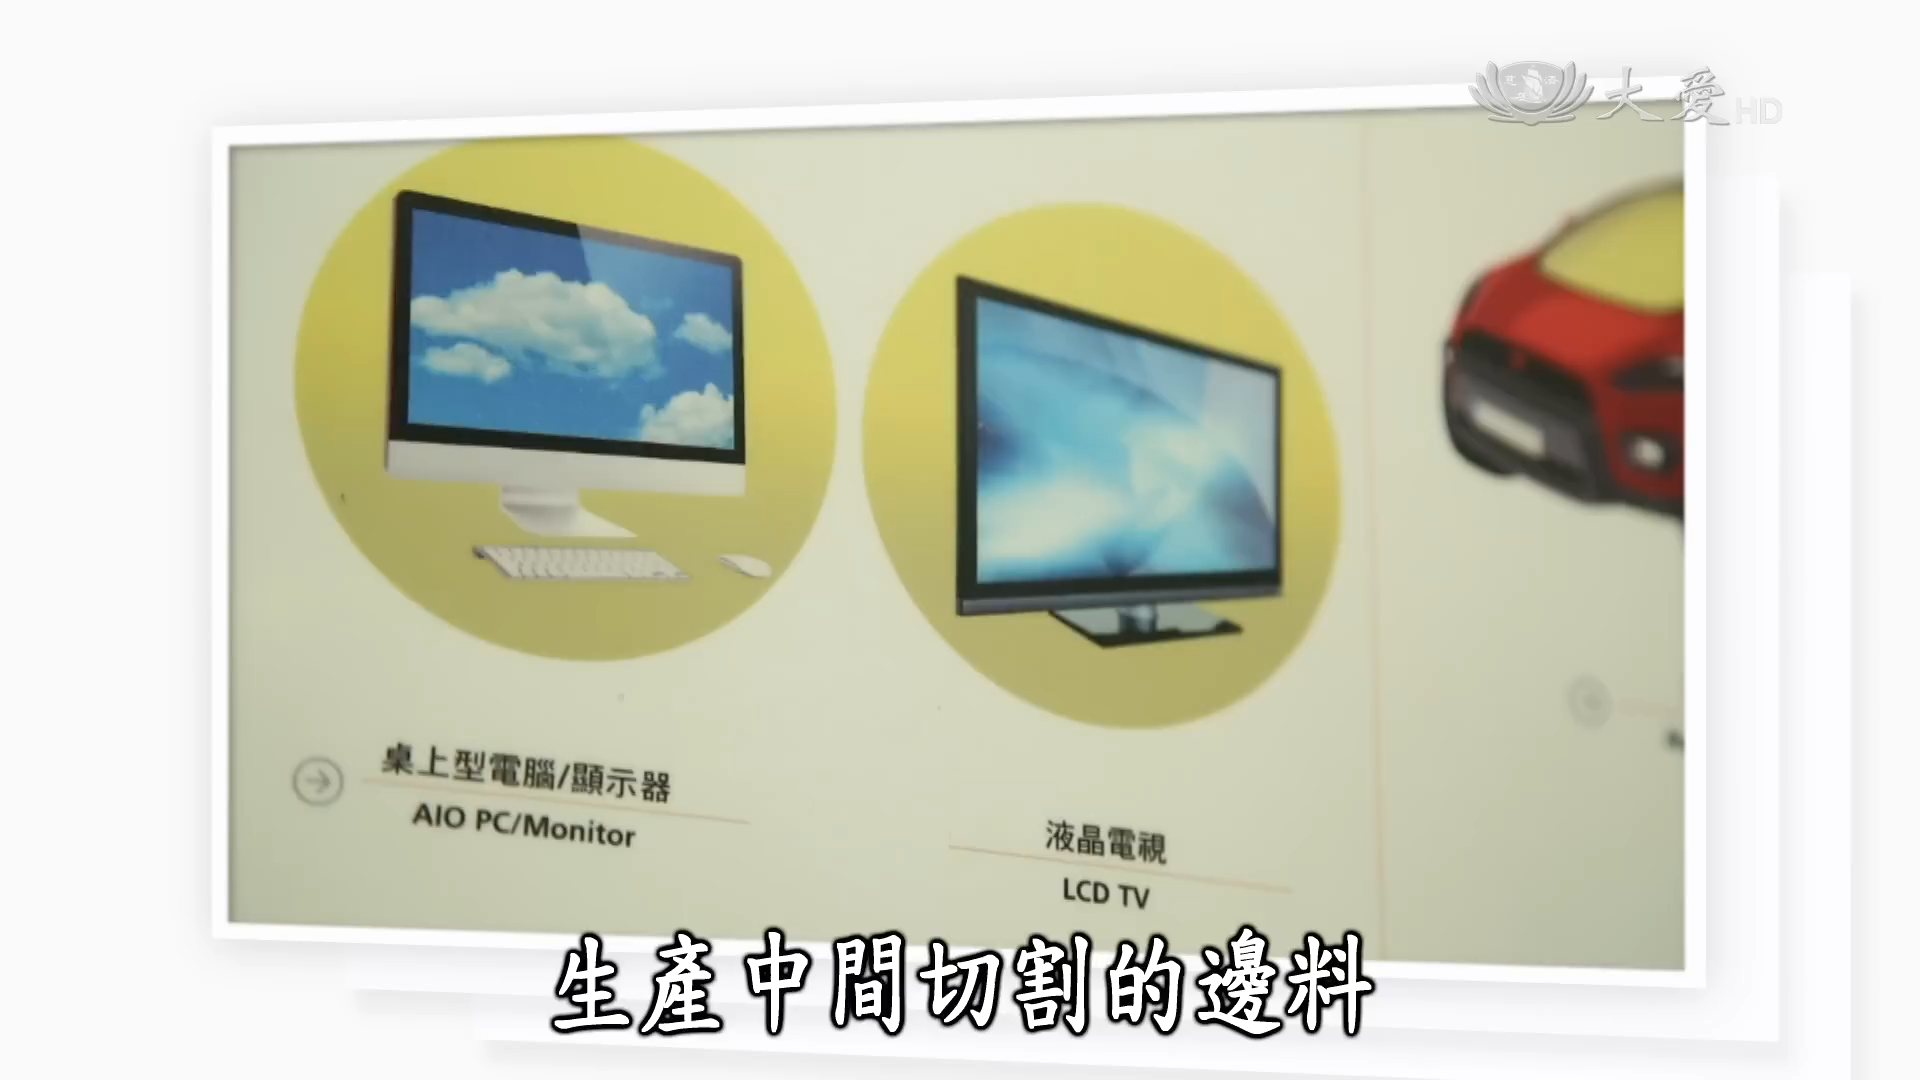 大愛HD
桌上型電腦/顯示器
AIO PC/Monitor
液晶電視
LCD TV
生產中間切割的邊料